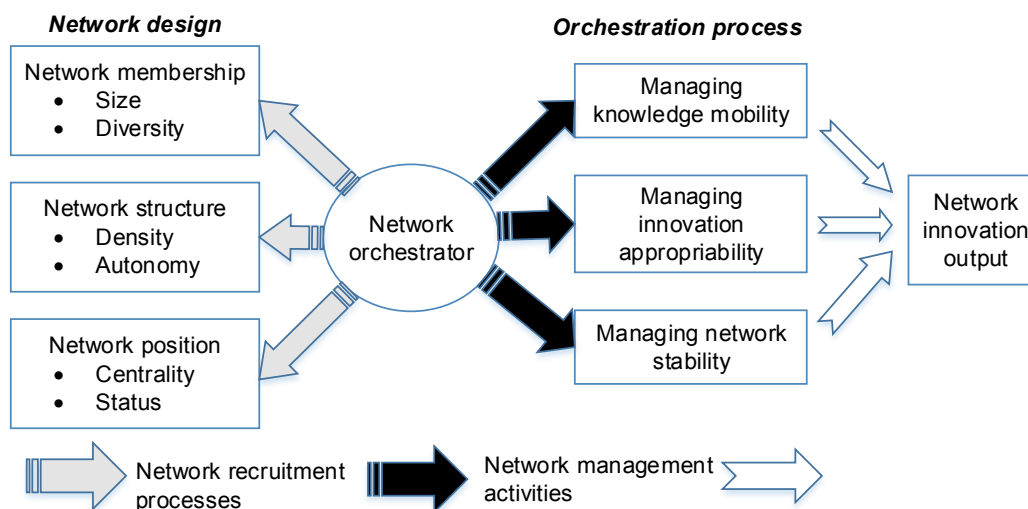 Network design
Orchestration process
Network membership
• Size
• Diversity
Network structure
• Density
• Autonomy
Network position
• Centrality
• Status
Network
orchestrator
Managing
knowledge mobility
Managing
innovation
appropriability
Managing network
stability
Network
innovation
output
Network recruitment
processes
Network management
activities